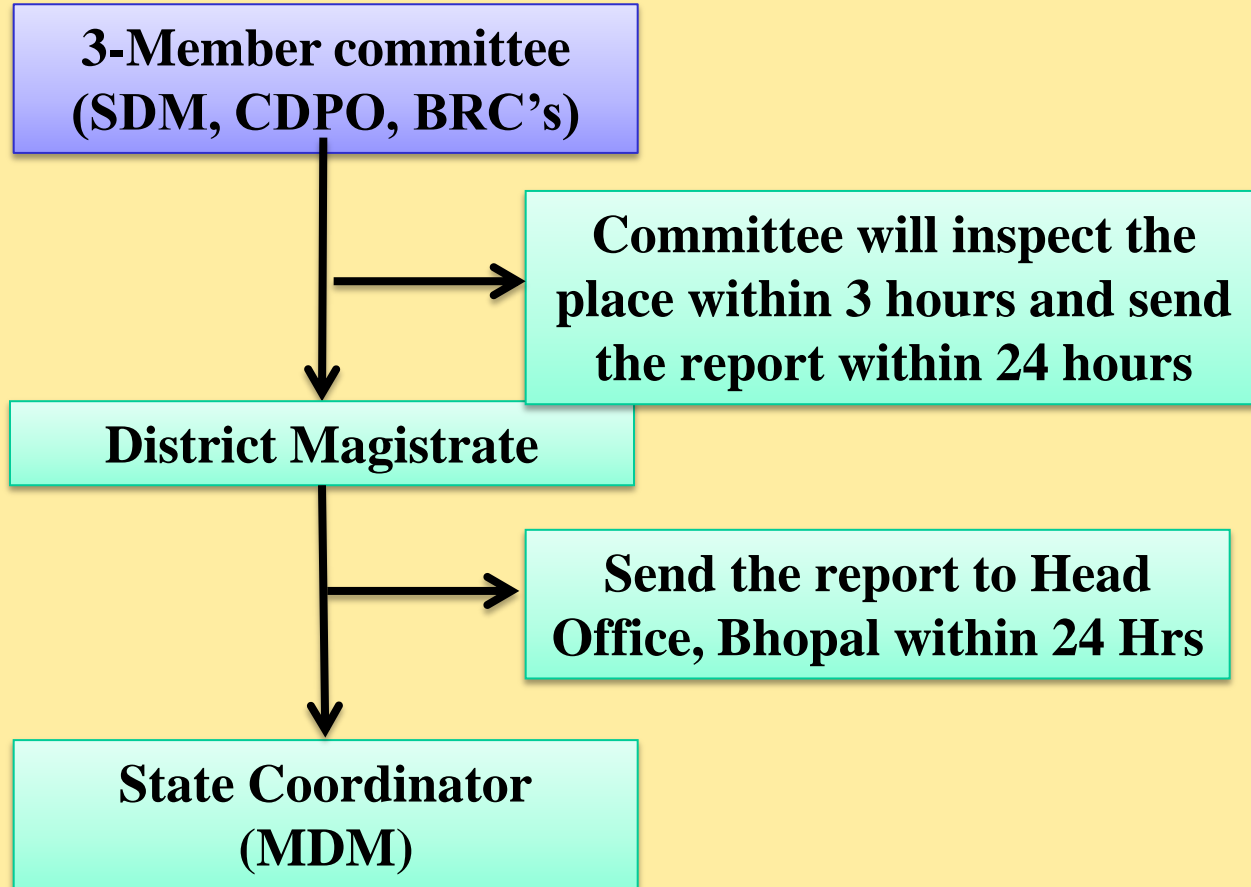 3-Member committee
(SDM, CDPO, BRC’s)
Committee will inspect the
place within 3 hours and send
the report within 24 hours
District Magistrate
Send the report to Head
Office, Bhopal within 24 Hrs
State Coordinator
(MDM)